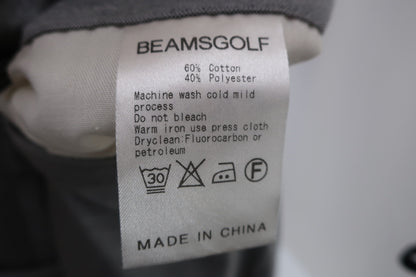 BEAMSGOLF
60% Cotton
40% Polyester
Machine wash cold mild
process
Do not bleach
Warm iron use press cloth
Dryclean:Fluorocarbon or
petroleum
30 F
MADE IN CHINA